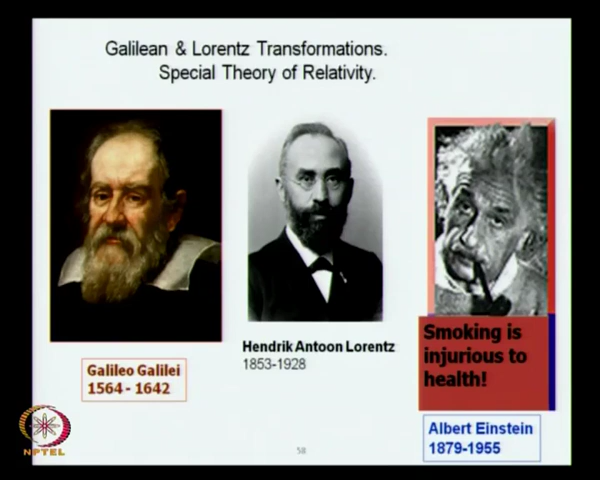 Galilean & Lorentz Transformations.
Special Theory of Relativity.
Hendrik Antoon Lorentz
1853-1928
Galileo Galilei
1564 - 1642
Smoking is
injurious to
health!
Albert Einstein
1879-1955
NPTEL
58